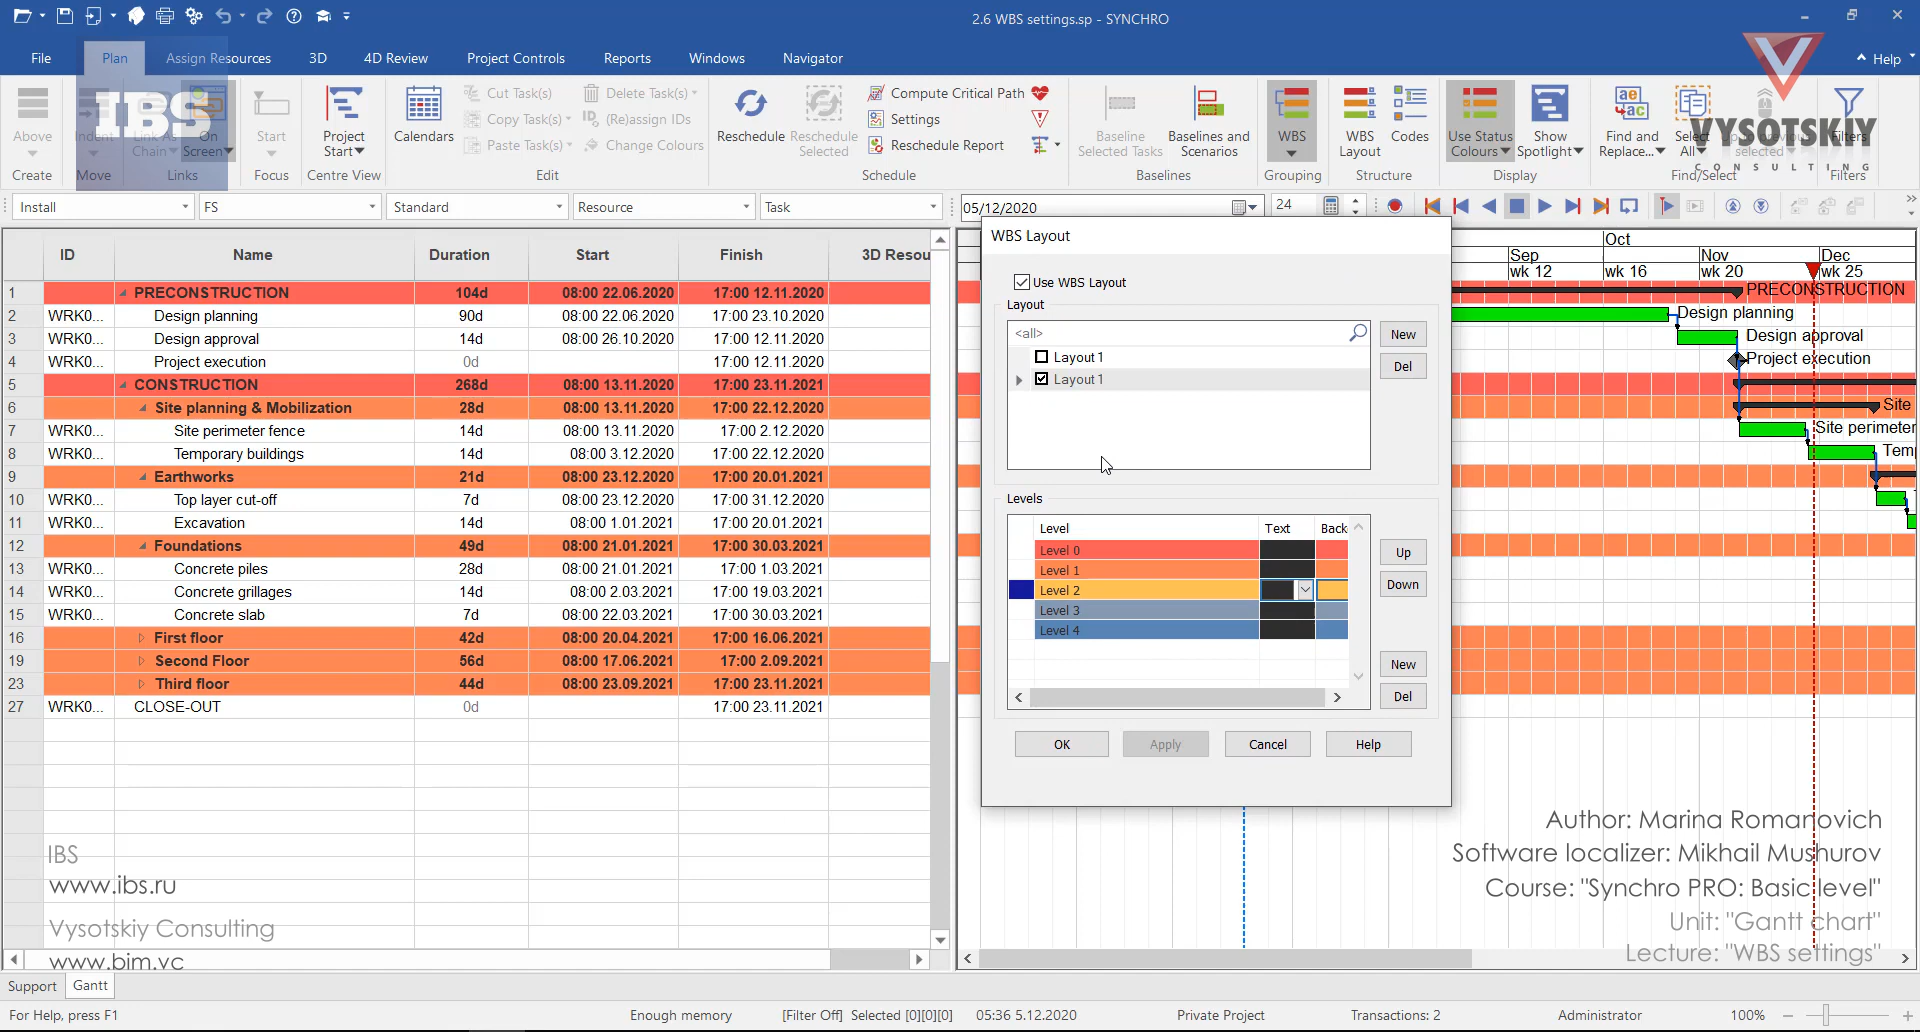 2.6 WBS settings.sp - SYNCHRO
File
Plan
Assign Resources
3D
4D Review
Project Controls
Reports
Windows
Navigator
Help
IBS
VYSOTSKIY
CONSULTING
Above
Create
Indent
Move
Link As Chain
On Screen
Links
Start
Focus
Project Start
Centre View
Calendars
Cut Task(s)
Copy Task(s)
Paste Task(s)
Delete Task(s)
(Re)assign IDs
Change Colours
Edit
Reschedule
Reschedule Selected
Compute Critical Path
Settings
Reschedule Report
Schedule
Baseline Selected Tasks
Baselines and Scenarios
Baselines
WBS
Grouping
WBS Layout
Codes
Structure
Use Status Colours
Show Spotlight
Display
Find and Replace...
Select All
previous selected
Find/Select
Filters
Filters
Install
FS
Standard
Resource
Task
05/12/2020
24
ID Name Duration Start Finish 3D Resou
1 PRECONSTRUCTION 104d 08:00 22.06.2020 17:00 12.11.2020
2 WRK0... Design planning 90d 08:00 22.06.2020 17:00 23.10.2020
3 WRK0... Design approval 14d 08:00 26.10.2020 17:00 12.11.2020
4 WRK0... Project execution 0d 17:00 12.11.2020
5 CONSTRUCTION 268d 08:00 13.11.2020 17:00 23.11.2021
6 Site planning & Mobilization 28d 08:00 13.11.2020 17:00 22.12.2020
7 WRK0... Site perimeter fence 14d 08:00 13.11.2020 17:00 2.12.2020
8 WRK0... Temporary buildings 14d 08:00 3.12.2020 17:00 22.12.2020
9 Earthworks 21d 08:00 23.12.2020 17:00 20.01.2021
10 WRK0... Top layer cut-off 7d 08:00 23.12.2020 17:00 31.12.2020
11 WRK0... Excavation 14d 08:00 1.01.2021 17:00 20.01.2021
12 Foundations 49d 08:00 21.01.2021 17:00 30.03.2021
13 WRK0... Concrete piles 28d 08:00 21.01.2021 17:00 1.03.2021
14 WRK0... Concrete grillages 14d 08:00 2.03.2021 17:00 19.03.2021
15 WRK0... Concrete slab 7d 08:00 22.03.2021 17:00 30.03.2021
16 First floor 42d 08:00 20.04.2021 17:00 16.06.2021
19 Second Floor 56d 08:00 17.06.2021 17:00 2.09.2021
23 Third floor 44d 08:00 23.09.2021 17:00 23.11.2021
27 WRK0... CLOSE-OUT 0d 17:00 23.11.2021
WBS Layout
Use WBS Layout
Layout
<all>
Layout 1
Layout 1
New
Del
Levels
Level Text Back
Level 0
Level 1
Level 2
Level 3
Level 4
Up
Down
New
Del
OK
Apply
Cancel
Help
Oct
Sep Nov Dec
wk 12 wk 16 wk 20 wk 25
PRECONSTRUCTION
Design planning
Design approval
Project execution
Site
Site perimeter
Tem
Author: Marina Romanovich
Software localizer: Mikhail Mushurov
Course: "Synchro PRO: Basic level"
Unit: "Gantt chart"
Lecture: "WBS settings"
IBS
www.ibs.ru
Vysotskiy Consulting
www.bim.vc
Support
Gantt
For Help, press F1
Enough memory
[Filter Off] Selected [0][0][0]
05:36 5.12.2020
Private Project
Transactions: 2
Administrator
100%